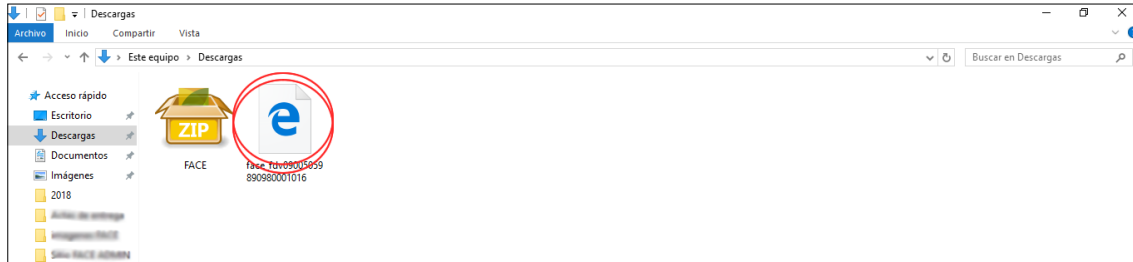 Descargas
Archivo Inicio Compartir Vista
Este equipo > Descargas
Buscar en Descargas
Acceso rápido
Escritorio
Descargas
Documentos
Imágenes
2018
ZIP
FACE
face_fdv09005059
890980001016